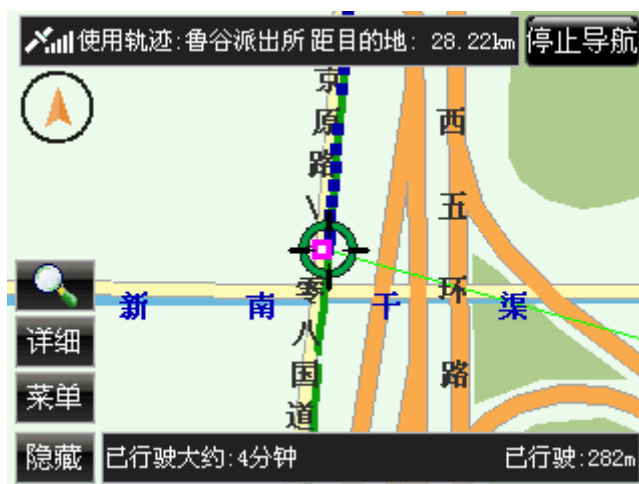 使用轨迹:鲁谷派出所 距目的地: 28.22km
停止导航
京原路\零八国道
西五环路
新南干渠
详细
菜单
隐藏
已行驶大约:4分钟
已行驶:282m